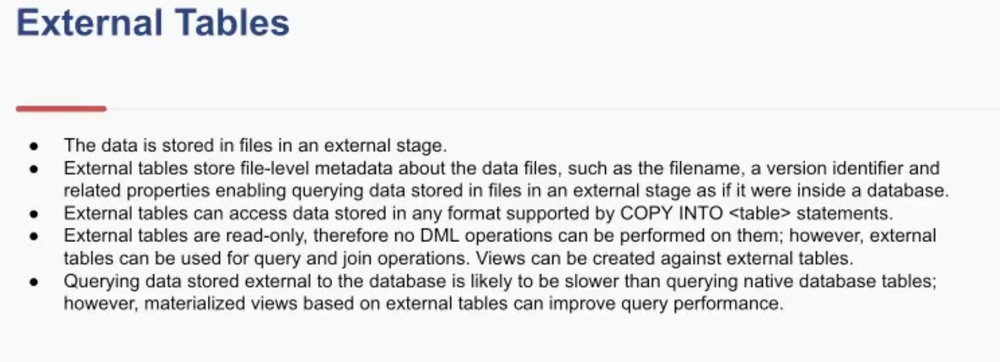 External Tables
● The data is stored in files in an external stage.
● External tables store file-level metadata about the data files, such as the filename, a version identifier and
related properties enabling querying data stored in files in an external stage as if it were inside a database.
● External tables can access data stored in any format supported by COPY INTO <table> statements.
● External tables are read-only, therefore no DML operations can be performed on them; however, external
tables can be used for query and join operations. Views can be created against external tables.
● Querying data stored external to the database is likely to be slower than querying native database tables;
however, materialized views based on external tables can improve query performance.